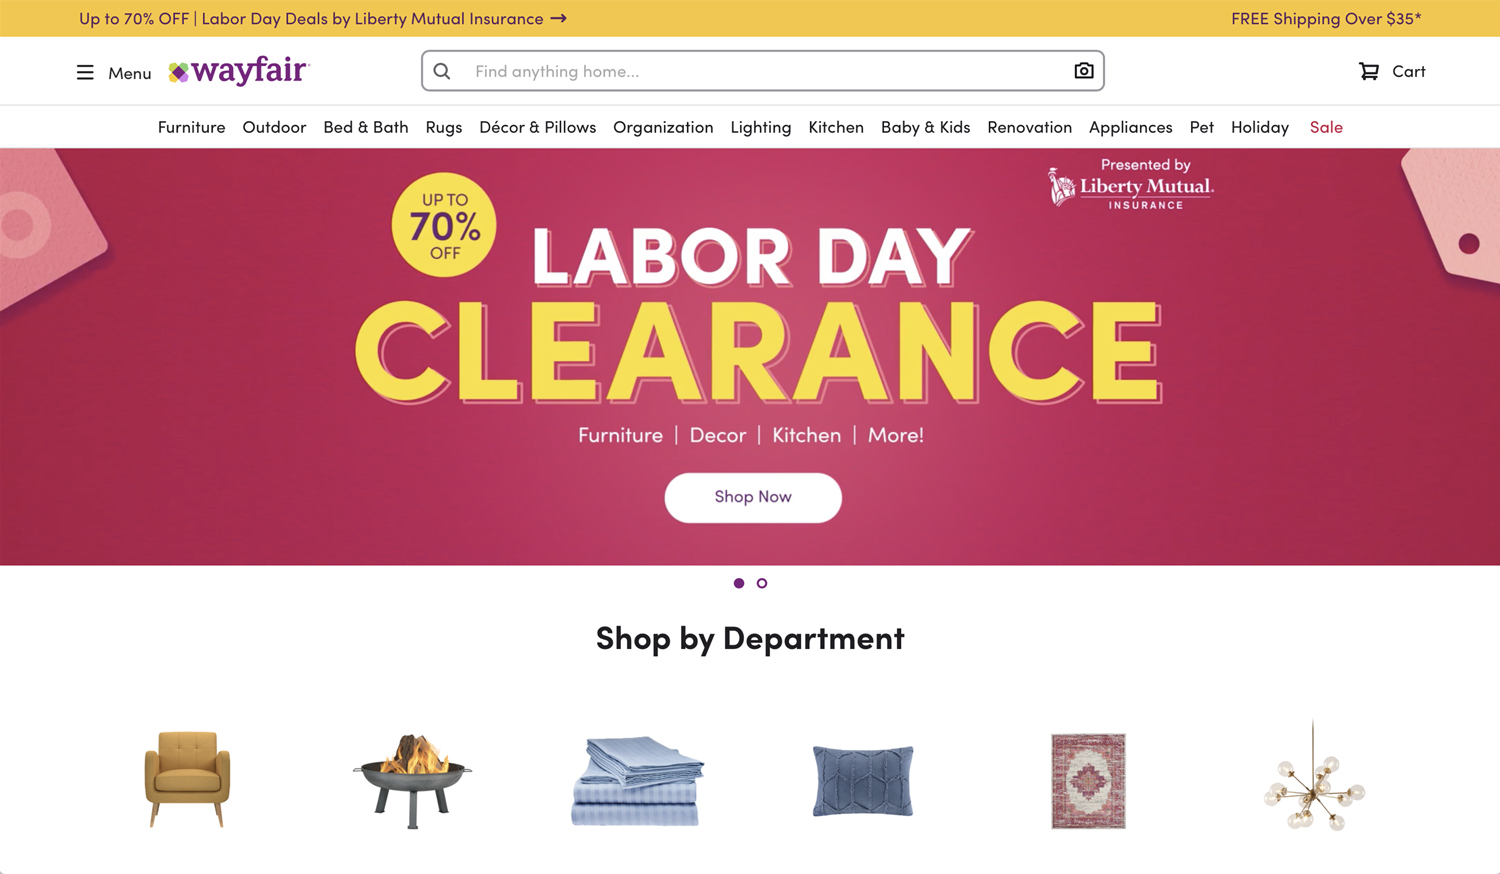 Up to 70% OFF | Labor Day Deals by Liberty Mutual Insurance →
FREE Shipping Over $35*
Menu
wayfair
Find anything home...
Cart
Furniture Outdoor Bed & Bath Rugs Décor & Pillows Organization Lighting Kitchen Baby & Kids Renovation Appliances Pet Holiday Sale
Presented by
Liberty Mutual.
INSURANCE
UP TO
70%
OFF
LABOR DAY
CLEARANCE
Furniture | Decor | Kitchen | More!
Shop Now
Shop by Department